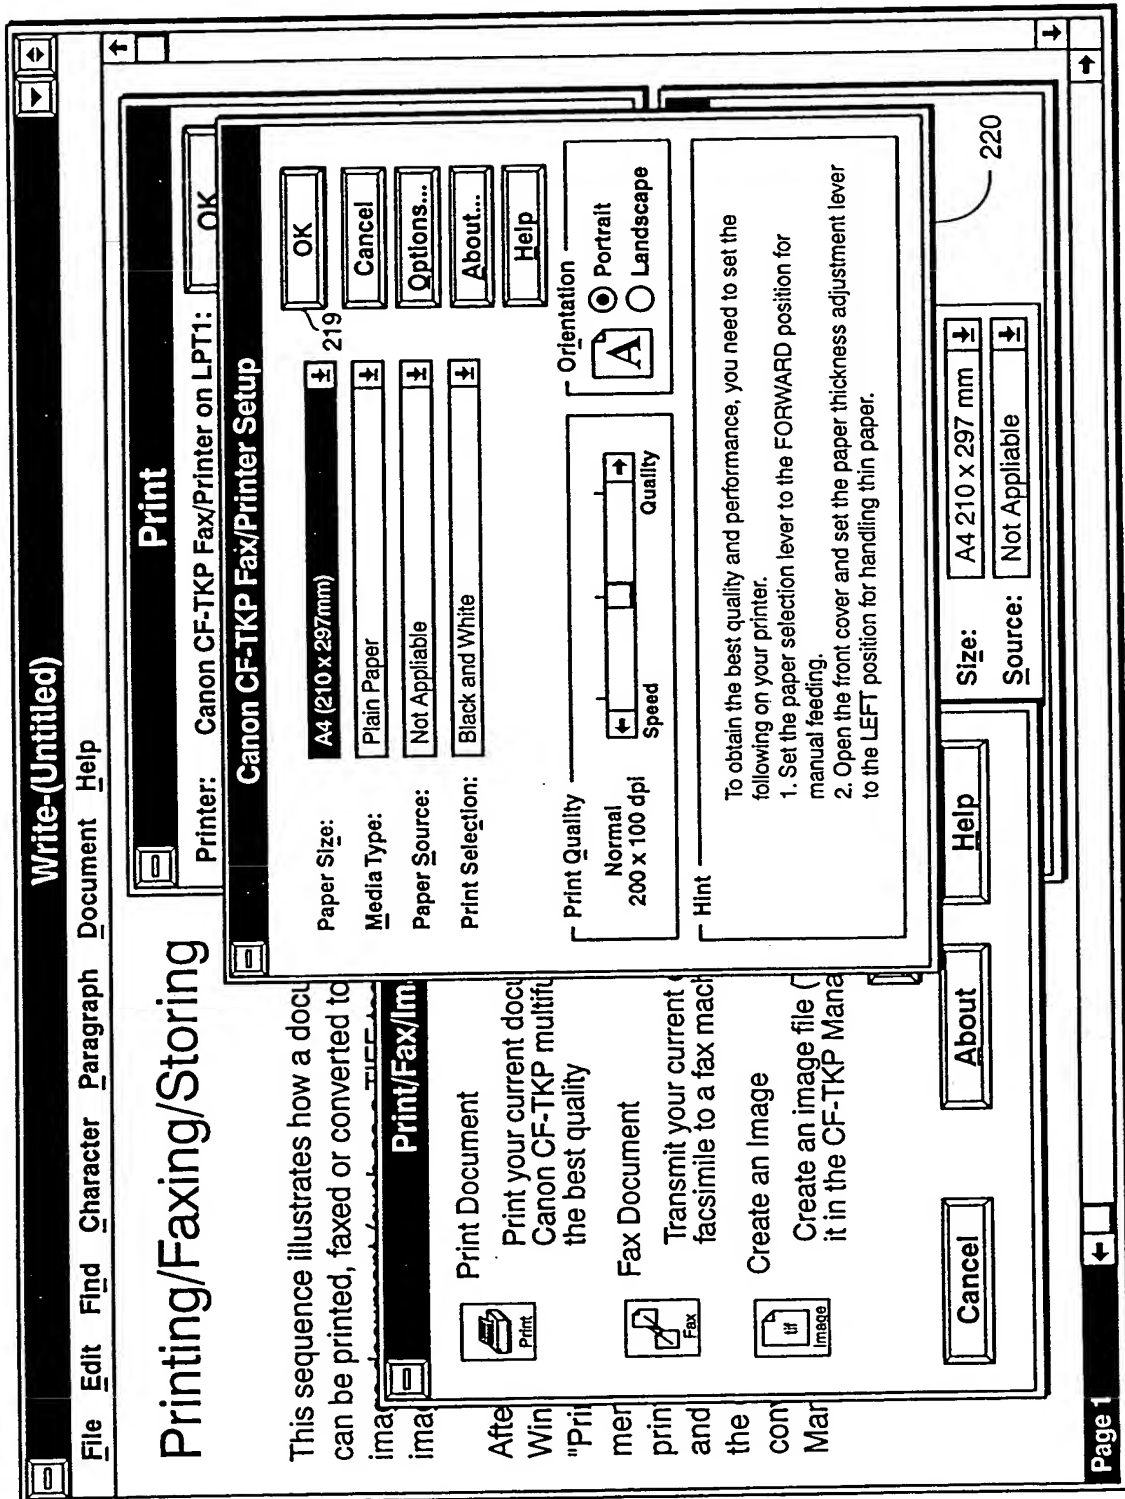 Write-(Untitled)
File Edit Find Character Paragraph Document Help
Printing/Faxing/Storing
This sequence illustrates how a docu
can be printed, faxed or converted to
ima
ima
Afte
Win
"Prin
men
print
and
the
conv
Man
Print
Printer: Canon CF-TKP Fax/Printer on LPT1:
OK
Print/Fax/Im
Print Document
Print your current docu
Canon CF-TKP multifu
the best quality
Print
Fax Document
Transmit your current
facsimile to a fax mach
Fax
Create an Image
Create an image file (
it in the CF-TKP Mana
tif
Image
Cancel
About
Help
Canon CF-TKP Fax/Printer Setup
Paper Size: A4 (210 x 297mm)
Media Type: Plain Paper
Paper Source: Not Appliable
Print Selection: Black and White
OK
219
Cancel
Options...
About...
Help
Print Quality
Normal
200 x 100 dpi
Speed
Quality
Orientation
A
Portrait
Landscape
Hint
To obtain the best quality and performance, you need to set the
following on your printer.
1. Set the paper selection lever to the FORWARD position for
manual feeding.
2. Open the front cover and set the paper thickness adjustment lever
to the LEFT position for handling thin paper.
Size: A4 210 x 297 mm
Source: Not Appliable
220
Page 1